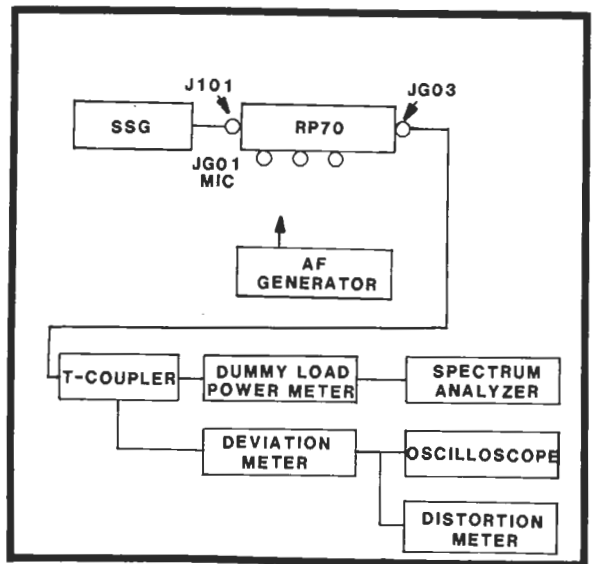 J101
JG03
SSG
RP70
JG01
MIC
AF
GENERATOR
T-COUPLER
DUMMY LOAD
POWER METER
SPECTRUM
ANALYZER
DEVIATION
METER
OSCILLOSCOPE
DISTORTION
METER